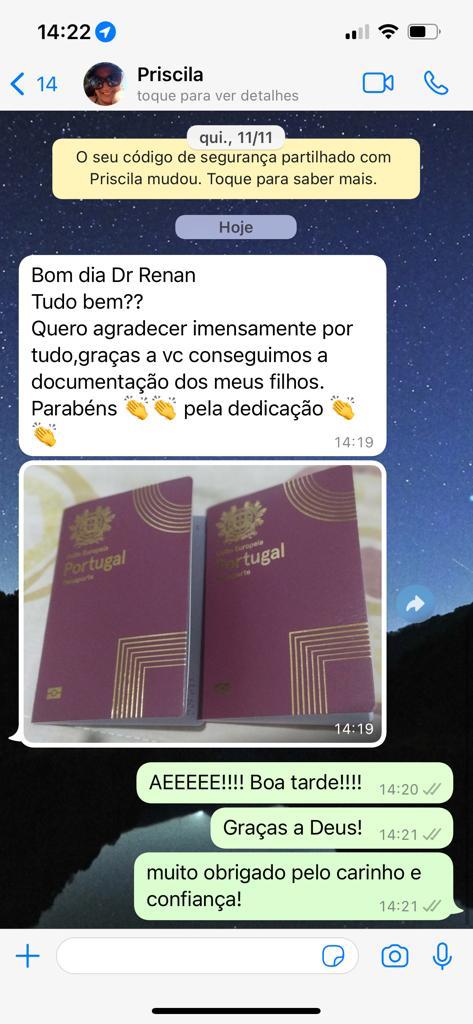 14:22
14
Priscila
toque para ver detalhes
qui., 11/11
O seu código de segurança partilhado com
Priscila mudou. Toque para saber mais.
Hoje
Bom dia Dr Renan
Tudo bem??
Quero agradecer imensamente por
tudo,graças a vc conseguimos a
documentação dos meus filhos.
Parabéns 👏👏 pela dedicação 👏
👏
14:19
União Europeia
Portugal
Passaporte
União Europeia
Portugal
Passaporte
14:19
AEEEEE!!!! Boa tarde!!!!
14:20
Graças a Deus!
14:21
muito obrigado pelo carinho e
confiança!
14:21